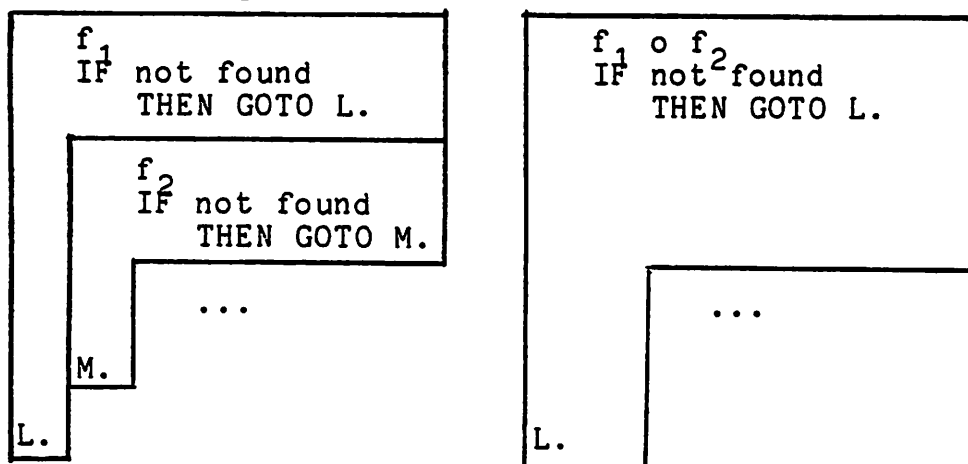 f1
IF not found
THEN GOTO L.
f2
IF not found
THEN GOTO M.
...
M.
L.
f1 o f2
IF not found
THEN GOTO L.
...
L.